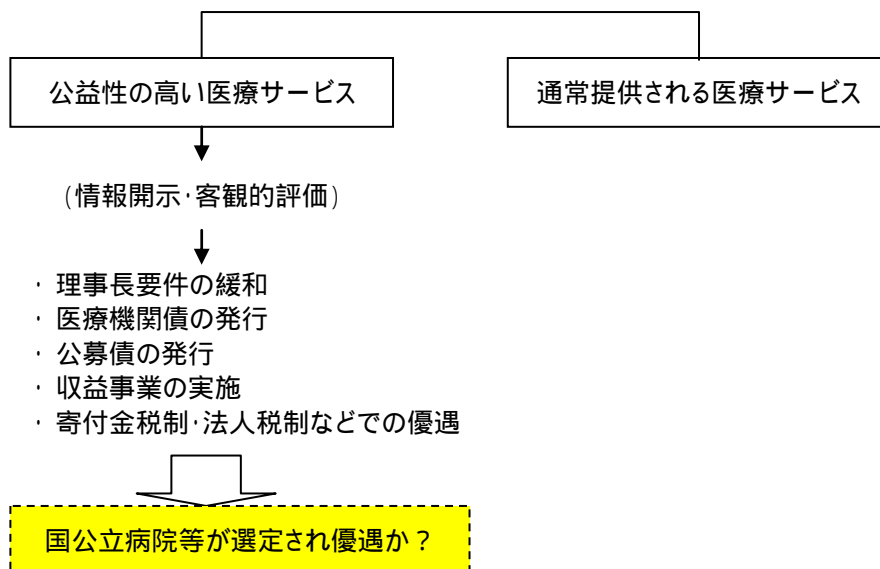 公益性の高い医療サービス
通常提供される医療サービス
(情報開示･客観的評価)
･ 理事長要件の緩和
･ 医療機関債の発行
･ 公募債の発行
･ 収益事業の実施
･ 寄付金税制･法人税制などでの優遇
国公立病院等が選定され優遇か？